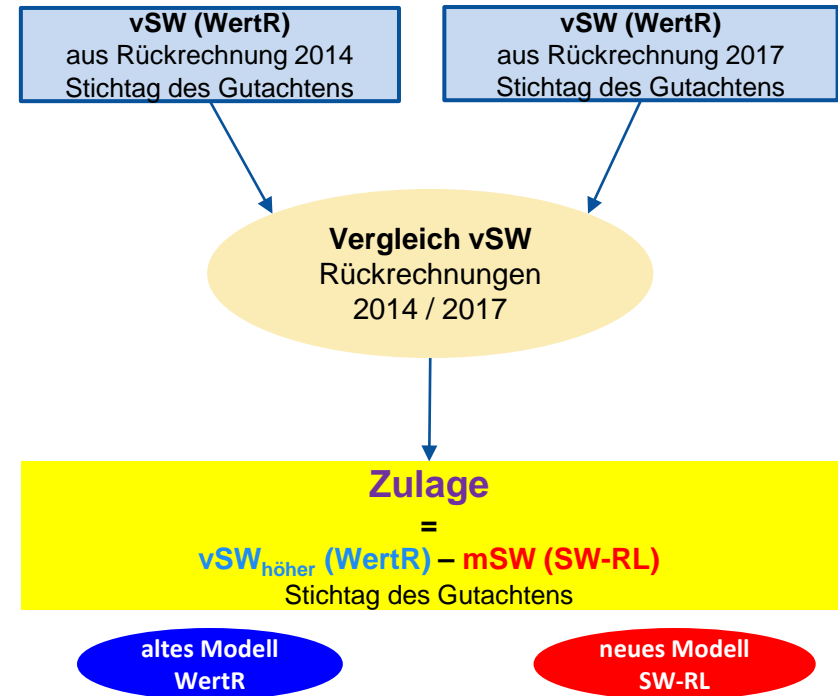 vSW (WertR)
aus Rückrechnung 2014
Stichtag des Gutachtens
vSW (WertR)
aus Rückrechnung 2017
Stichtag des Gutachtens
Vergleich vSW
Rückrechnungen
2014 / 2017
Zulage
=
vSWhöher (WertR) – mSW (SW-RL)
Stichtag des Gutachtens
altes Modell
WertR
neues Modell
SW-RL